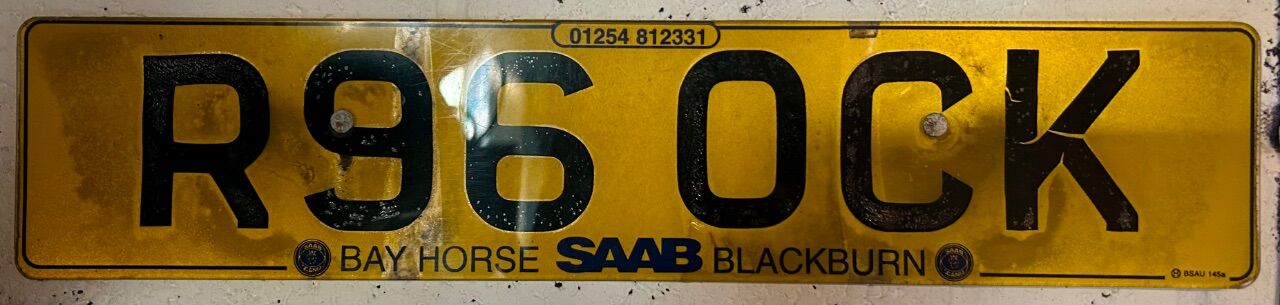 01254 812331
R96 OCK
BAY HORSE SAAB BLACKBURN
BSAU 145a